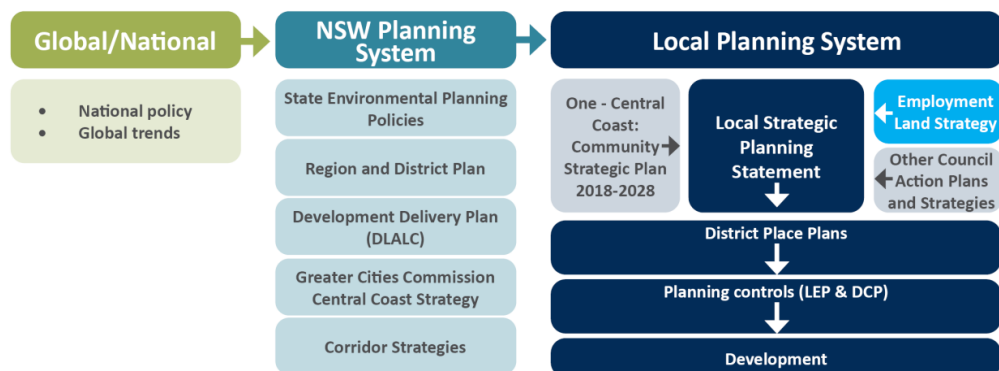 Global/National
• National policy
• Global trends
NSW Planning
System
State Environmental Planning
Policies
Region and District Plan
Development Delivery Plan
(DLALC)
Greater Cities Commission
Central Coast Strategy
Corridor Strategies
Local Planning System
One - Central
Coast:
Community
Strategic Plan
2018-2028
Local Strategic
Planning
Statement
Employment
Land Strategy
Other Council
Action Plans
and Strategies
District Place Plans
Planning controls (LEP & DCP)
Development